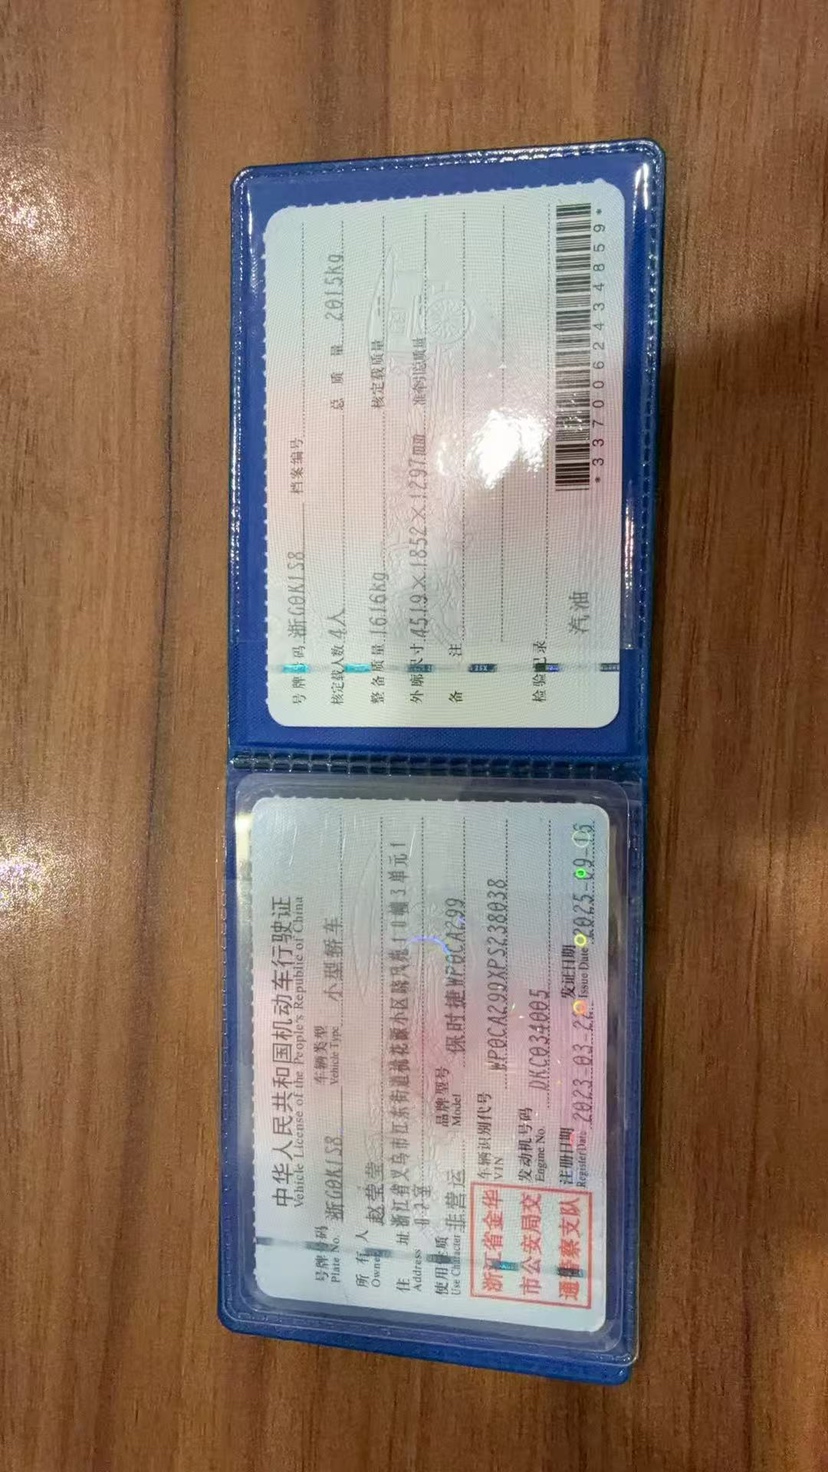 中华人民共和国机动车行驶证
Vehicle License of the People's Republic of China
号牌号码 浙G0K1S8 车辆类型 小型轿车
Plate No. Vehicle Type
所有人 赵莹莹
Owner
住址 浙江省义乌市江东街道桃花源小区晓风苑10幢3单元1
Address
使用性质 非营运 品牌型号 保时捷WP0CA299
Use Character Model
浙江省金华
市公安局交
通警察支队
车辆识别代号 WP0CA299XPS238038
VIN
发动机号码 DKC034005
Engine No.
注册日期 2023-03-22 发证日期 2025-09-16
Register Date Issue Date
号牌号码 浙G0K1S8 档案编号
核定载人数 4人 总质量 2015kg
整备质量 1616kg 核定载质量
外廓尺寸 4519×1852×1297mm 准牵引总质量
备注
检验记录
汽油
*3370062434859*